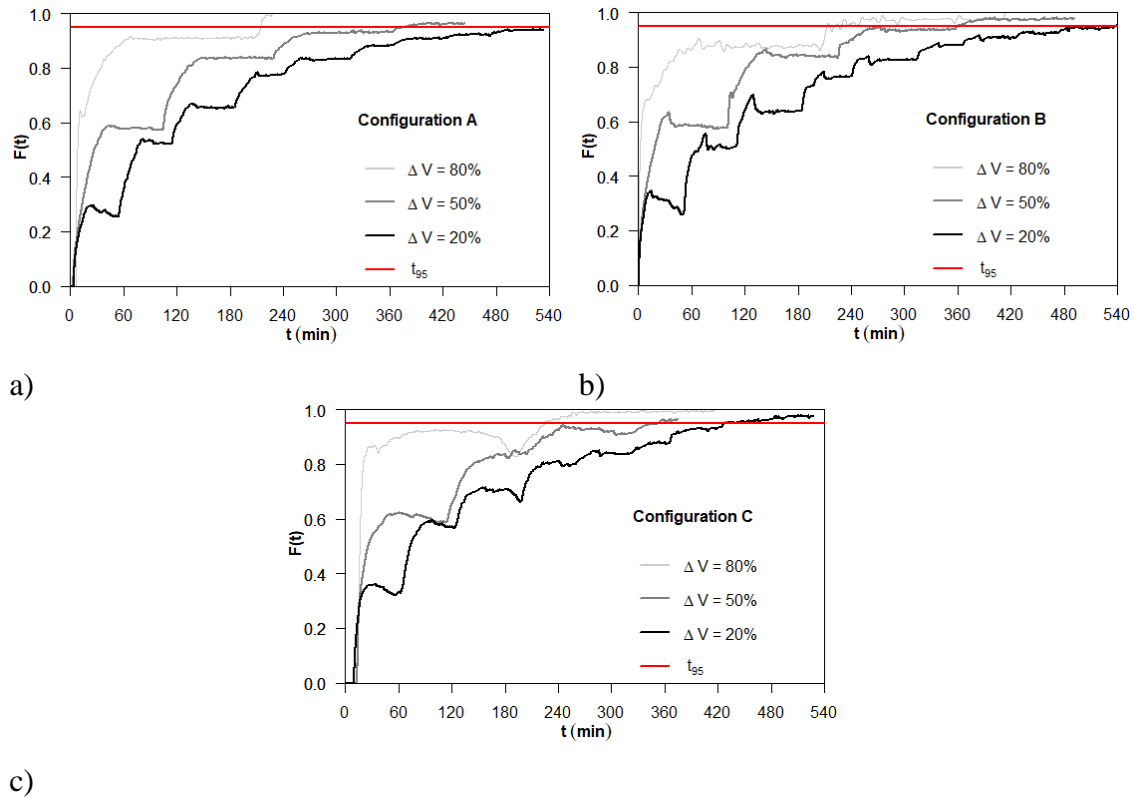 1.0
0.8
0.6
0.4
0.2
0.0
F(t)
Configuration A
Δ V = 80%
Δ V = 50%
Δ V = 20%
t95
0 60 120 180 240 300 360 420 480 540
t (min)
a)
1.0
0.8
0.6
0.4
0.2
0.0
F(t)
Configuration B
Δ V = 80%
Δ V = 50%
Δ V = 20%
t95
0 60 120 180 240 300 360 420 480 540
t (min)
b)
1.0
0.8
0.6
0.4
0.2
0.0
F(t)
Configuration C
Δ V = 80%
Δ V = 50%
Δ V = 20%
t95
0 60 120 180 240 300 360 420 480 540
t (min)
c)